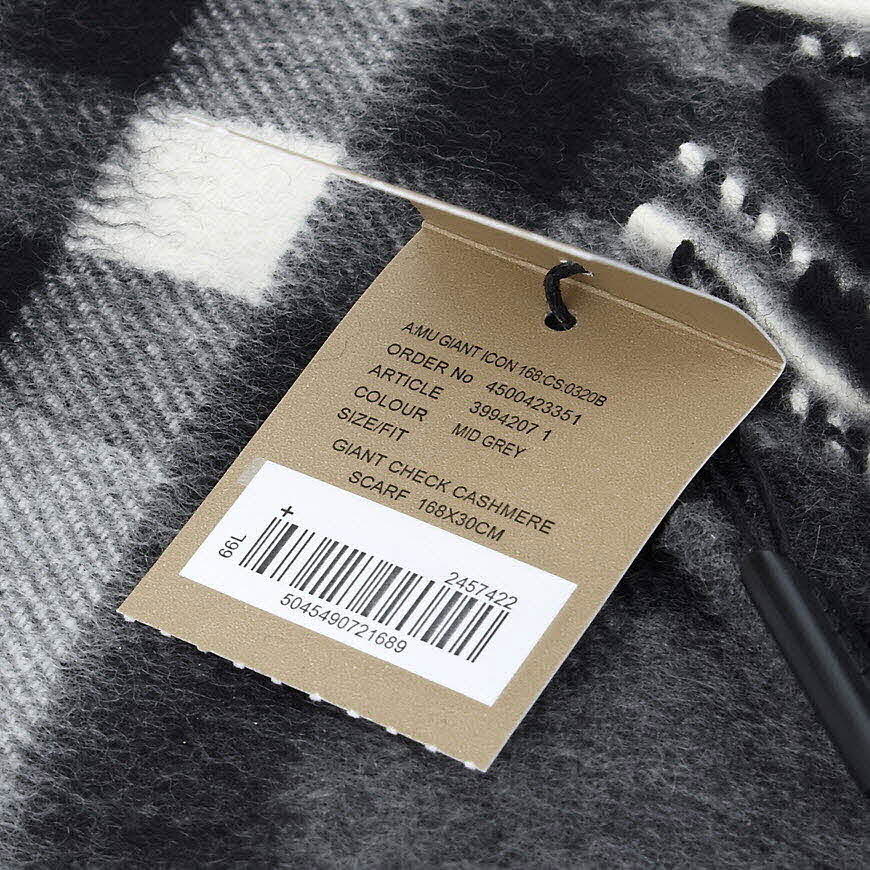 A:MU GIANT ICON 168:CS:0320B
ORDER No 4500423351
ARTICLE 3994207 1
COLOUR MID GREY
SIZE/FIT
GIANT CHECK CASHMERE
SCARF 168X30CM
+
66L
2457422
5045490721689